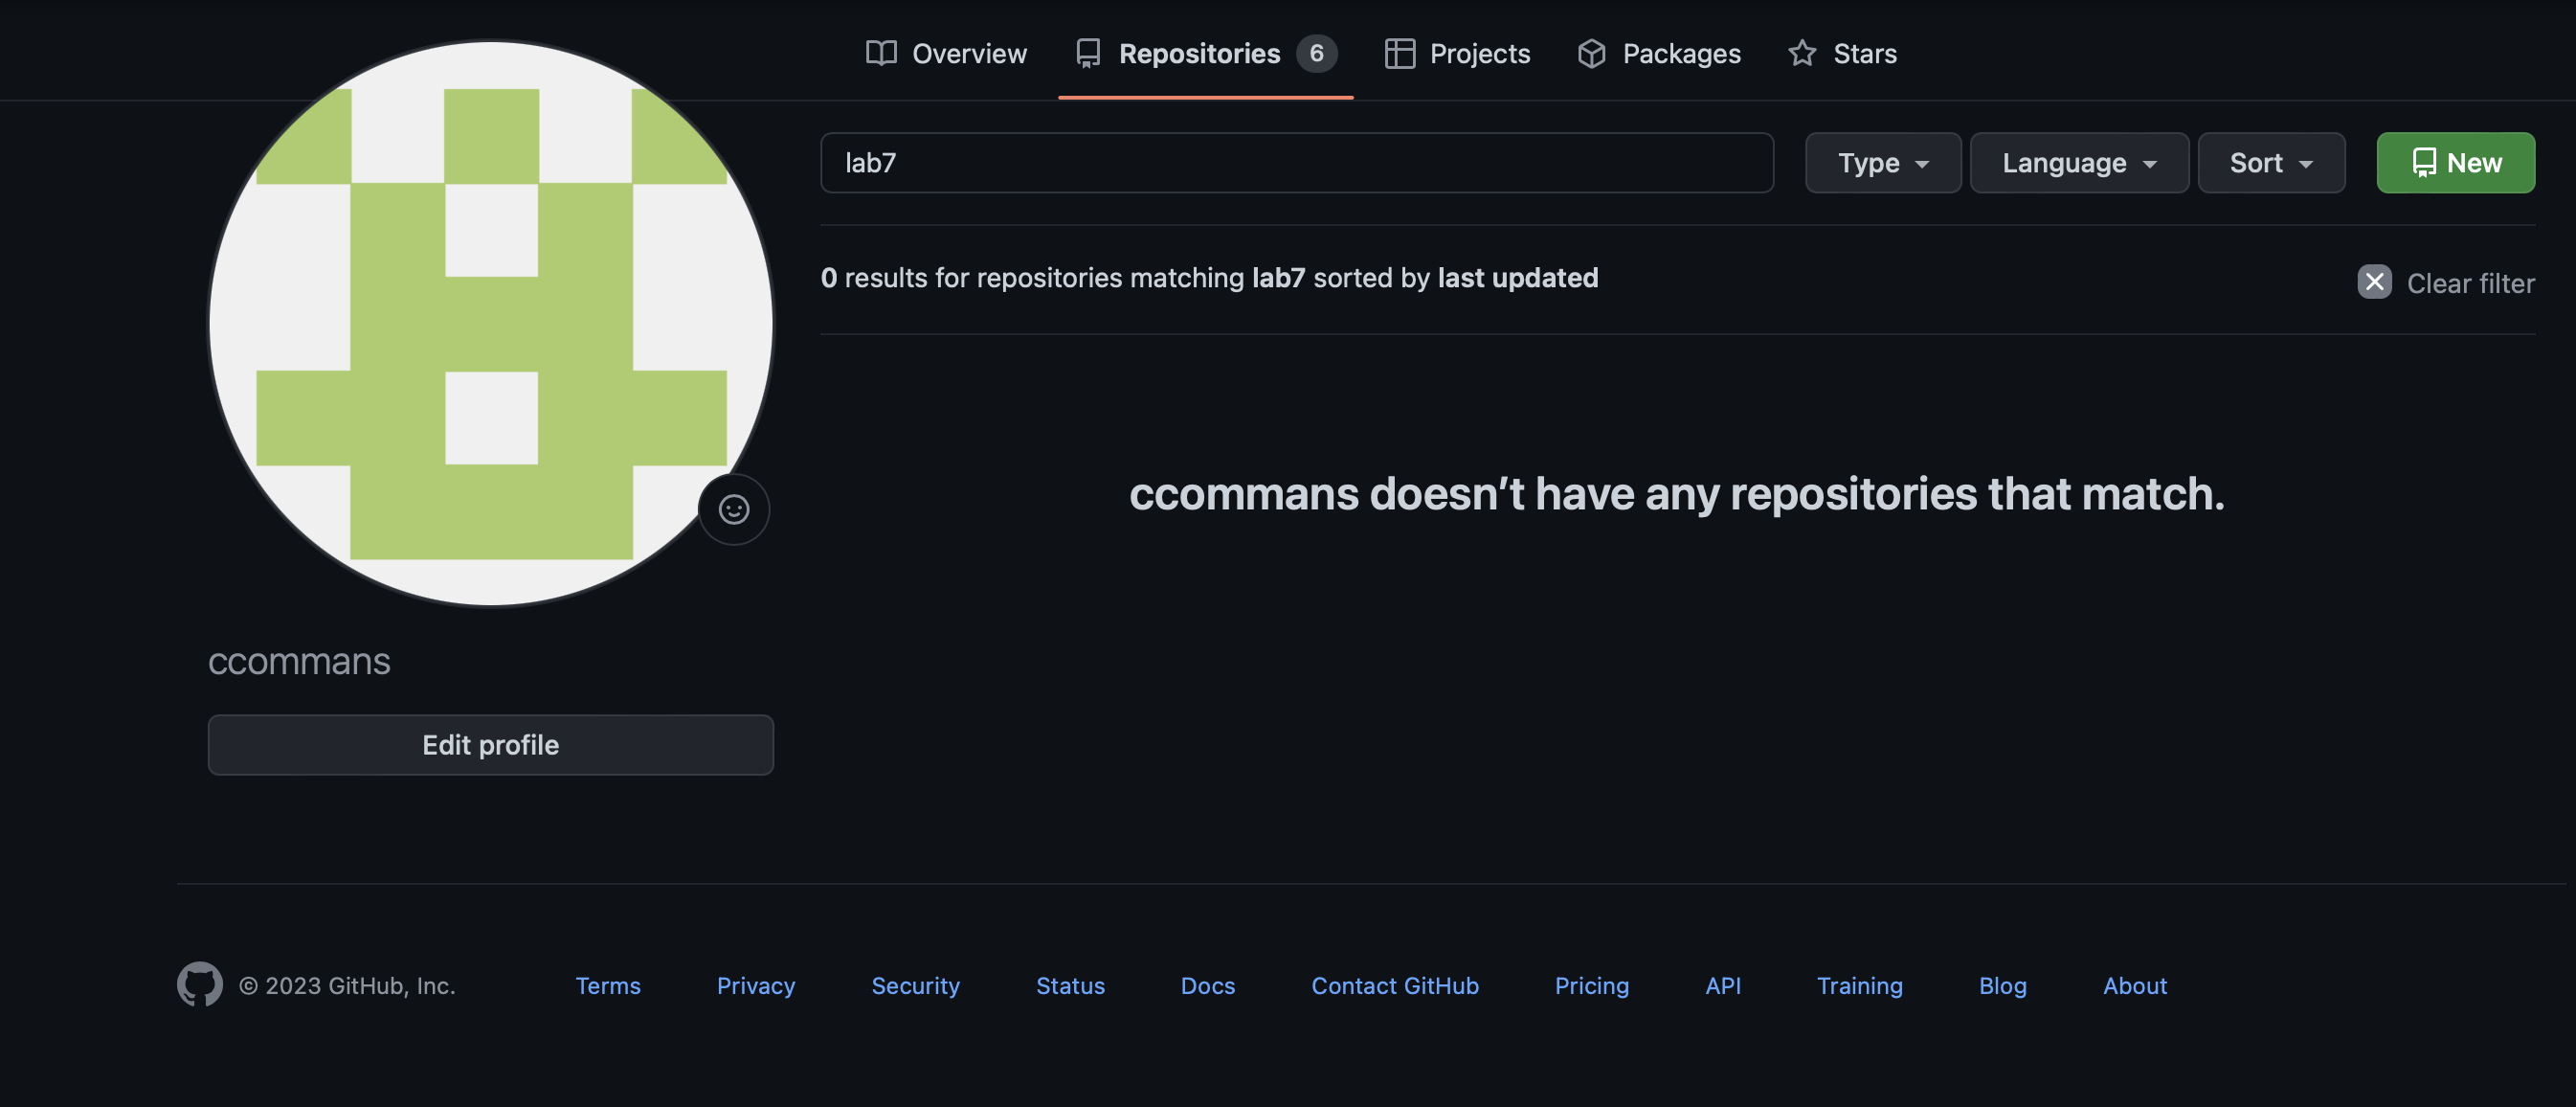 Overview Repositories 6 Projects Packages Stars
lab7 Type Language Sort New
0 results for repositories matching lab7 sorted by last updated Clear filter
ccommans doesn’t have any repositories that match.
ccommans
Edit profile
© 2023 GitHub, Inc. Terms Privacy Security Status Docs Contact GitHub Pricing API Training Blog About